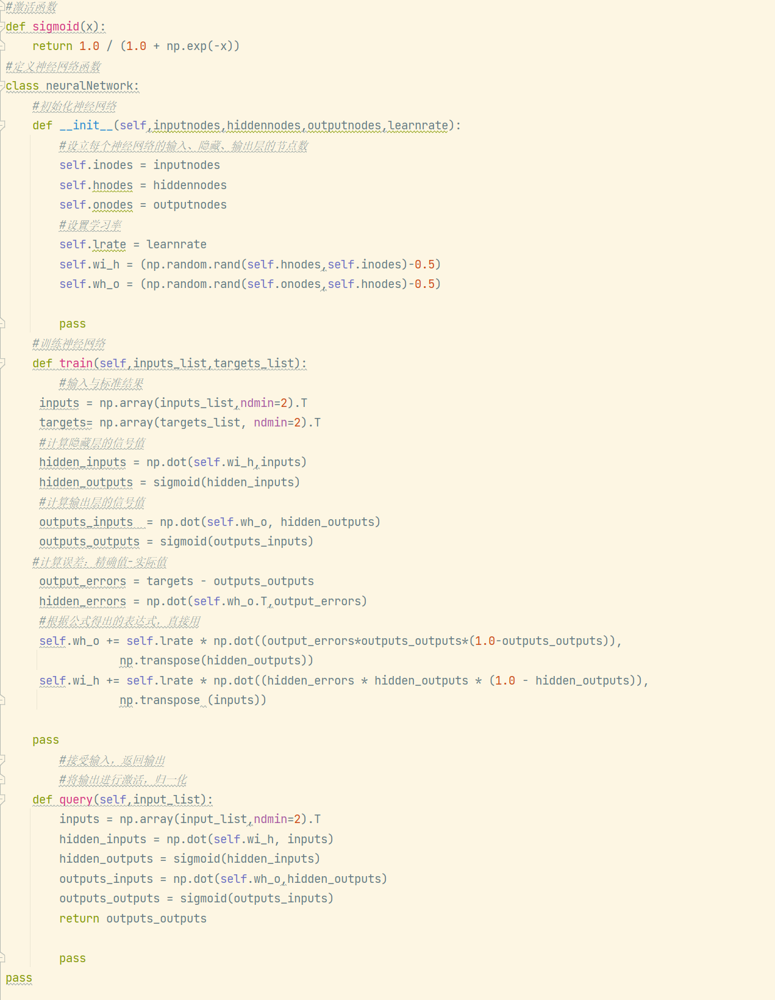 #激活函数
def sigmoid(x):
    return 1.0 / (1.0 + np.exp(-x))
#定义神经网络函数
class neuralNetwork:
    #初始化神经网络
    def __init__(self,inputnodes,hiddennodes,outputnodes,learnrate):
        #设立每个神经网络的输入、隐藏、输出层的节点数
        self.inodes = inputnodes
        self.hnodes = hiddennodes
        self.onodes = outputnodes
        #设置学习率
        self.lrate = learnrate
        self.wi_h = (np.random.rand(self.hnodes,self.inodes)-0.5)
        self.wh_o = (np.random.rand(self.onodes,self.hnodes)-0.5)

        pass
    #训练神经网络
    def train(self,inputs_list,targets_list):
        #输入与标准结果
     inputs = np.array(inputs_list,ndmin=2).T
     targets= np.array(targets_list, ndmin=2).T
     #计算隐藏层的信号值
     hidden_inputs = np.dot(self.wi_h,inputs)
     hidden_outputs = sigmoid(hidden_inputs)
     #计算输出层的信号值
     outputs_inputs  = np.dot(self.wh_o, hidden_outputs)
     outputs_outputs = sigmoid(outputs_inputs)
    #计算误差：精确值-实际值
     output_errors = targets - outputs_outputs
     hidden_errors = np.dot(self.wh_o.T,output_errors)
     #根据公式得出的表达式，直接用
     self.wh_o += self.lrate * np.dot((output_errors*outputs_outputs*(1.0-outputs_outputs)),
                 np.transpose(hidden_outputs))
     self.wi_h += self.lrate * np.dot((hidden_errors * hidden_outputs * (1.0 - hidden_outputs)),
                 np.transpose (inputs))

    pass
        #接受输入，返回输出
        #将输出进行激活，归一化
    def query(self,input_list):
        inputs = np.array(input_list,ndmin=2).T
        hidden_inputs = np.dot(self.wi_h, inputs)
        hidden_outputs = sigmoid(hidden_inputs)
        outputs_inputs = np.dot(self.wh_o,hidden_outputs)
        outputs_outputs = sigmoid(outputs_inputs)
        return outputs_outputs

        pass
pass